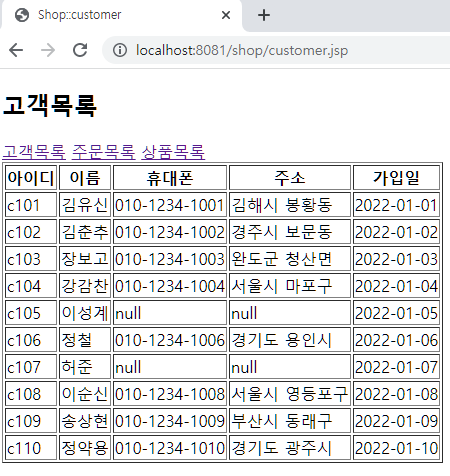 Shop::customer
localhost:8081/shop/customer.jsp
고객목록
고객목록 주문목록 상품목록
아이디 이름 휴대폰 주소 가입일
c101 김유신 010-1234-1001 김해시 봉황동 2022-01-01
c102 김춘추 010-1234-1002 경주시 보문동 2022-01-02
c103 장보고 010-1234-1003 완도군 청산면 2022-01-03
c104 강감찬 010-1234-1004 서울시 마포구 2022-01-04
c105 이성계 null null 2022-01-05
c106 정철 010-1234-1006 경기도 용인시 2022-01-06
c107 허준 null null 2022-01-07
c108 이순신 010-1234-1008 서울시 영등포구 2022-01-08
c109 송상현 010-1234-1009 부산시 동래구 2022-01-09
c110 정약용 010-1234-1010 경기도 광주시 2022-01-10